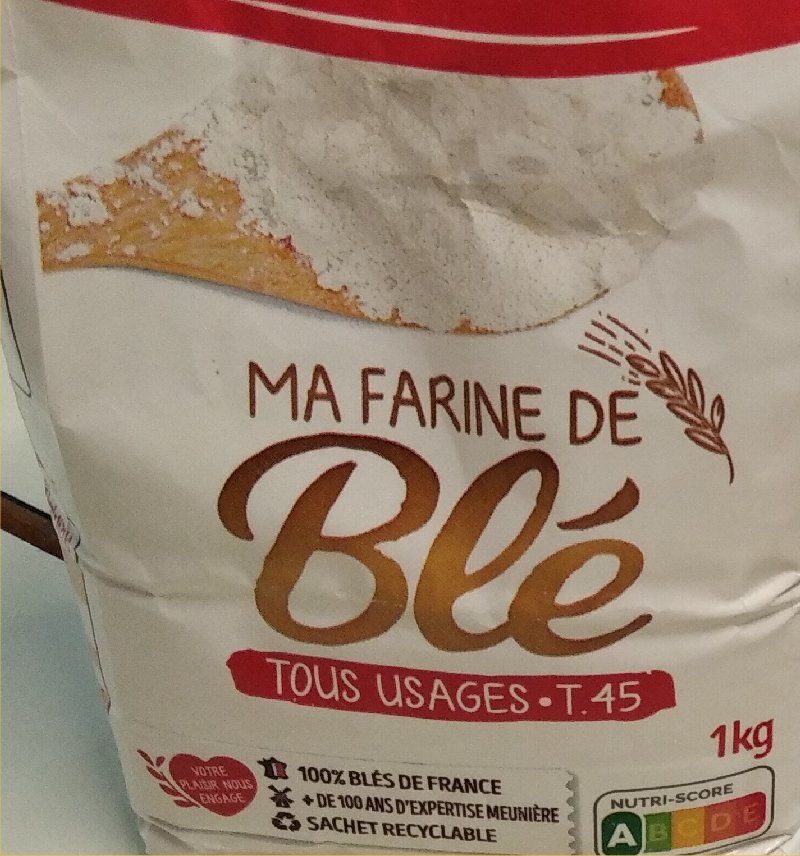 MA FARINE DE
Blé
TOUS USAGES • T.45
1kg
VOTRE
PLAISIR NOUS
ENGAGE
100% BLÉS DE FRANCE
+ DE 100 ANS D'EXPERTISE MEUNIÈRE
SACHET RECYCLABLE
NUTRI-SCORE
A B C D E